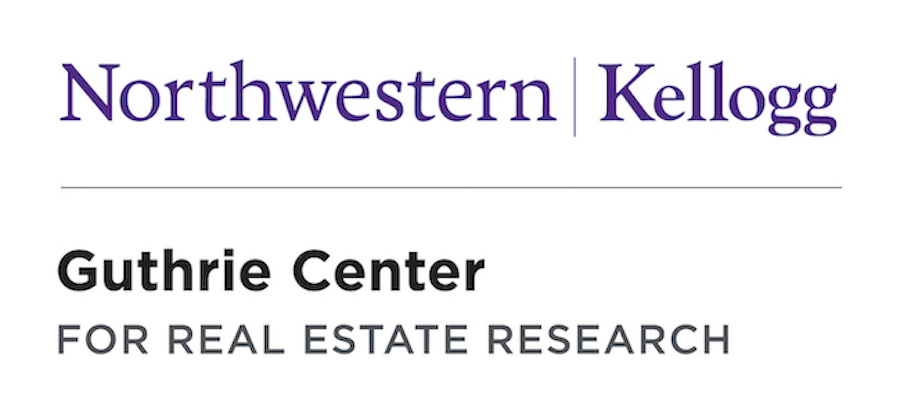 Northwestern | Kellogg
Guthrie Center
FOR REAL ESTATE RESEARCH